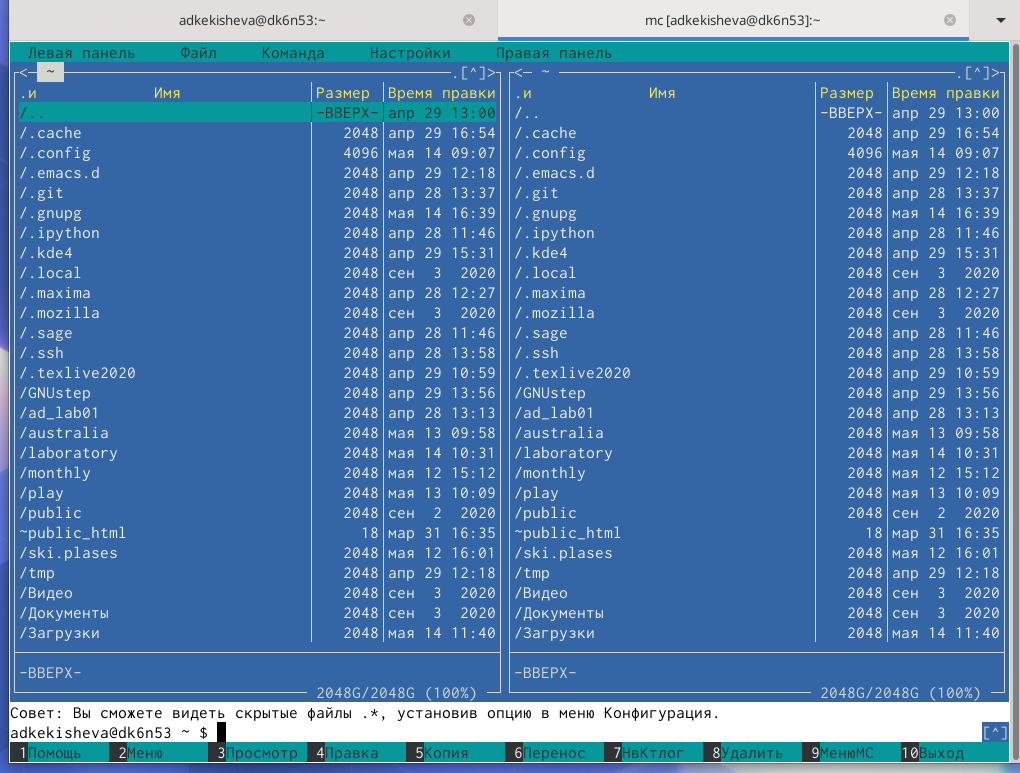 adkekisheva@dk6n53:~ mc [adkekisheva@dk6n53]:~
Левая панель Файл Команда Настройки Правая панель
<─ ~ .[^]> <─ ~ .[^]>
.и Имя Размер Время правки .и Имя Размер Время правки
/.. -ВВЕРХ- апр 29 13:00 /.. -ВВЕРХ- апр 29 13:00
/.cache 2048 апр 29 16:54 /.cache 2048 апр 29 16:54
/.config 4096 мая 14 09:07 /.config 4096 мая 14 09:07
/.emacs.d 2048 апр 29 12:18 /.emacs.d 2048 апр 29 12:18
/.git 2048 апр 28 13:37 /.git 2048 апр 28 13:37
/.gnupg 2048 мая 14 16:39 /.gnupg 2048 мая 14 16:39
/.ipython 2048 апр 28 11:46 /.ipython 2048 апр 28 11:46
/.kde4 2048 апр 29 15:31 /.kde4 2048 апр 29 15:31
/.local 2048 сен 3 2020 /.local 2048 сен 3 2020
/.maxima 2048 апр 28 12:27 /.maxima 2048 апр 28 12:27
/.mozilla 2048 сен 3 2020 /.mozilla 2048 сен 3 2020
/.sage 2048 апр 28 11:46 /.sage 2048 апр 28 11:46
/.ssh 2048 апр 28 13:58 /.ssh 2048 апр 28 13:58
/.texlive2020 2048 апр 29 10:59 /.texlive2020 2048 апр 29 10:59
/GNUstep 2048 апр 29 13:56 /GNUstep 2048 апр 29 13:56
/ad_lab01 2048 апр 28 13:13 /ad_lab01 2048 апр 28 13:13
/australia 2048 мая 13 09:58 /australia 2048 мая 13 09:58
/laboratory 2048 мая 14 10:31 /laboratory 2048 мая 14 10:31
/monthly 2048 мая 12 15:12 /monthly 2048 мая 12 15:12
/play 2048 мая 13 10:09 /play 2048 мая 13 10:09
/public 2048 сен 2 2020 /public 2048 сен 2 2020
~public_html 18 мар 31 16:35 ~public_html 18 мар 31 16:35
/ski.plases 2048 мая 12 16:01 /ski.plases 2048 мая 12 16:01
/tmp 2048 апр 29 12:18 /tmp 2048 апр 29 12:18
/Видео 2048 сен 3 2020 /Видео 2048 сен 3 2020
/Документы 2048 сен 3 2020 /Документы 2048 сен 3 2020
/Загрузки 2048 мая 14 11:40 /Загрузки 2048 мая 14 11:40
-ВВЕРХ- -ВВЕРХ-
2048G/2048G (100%) 2048G/2048G (100%)
Совет: Вы сможете видеть скрытые файлы .*, установив опцию в меню Конфигурация.
adkekisheva@dk6n53 ~ $ [^]
1Помощь 2Меню 3Просмотр 4Правка 5Копия 6Перенос 7НвКтлог 8Удалить 9МенюMC 10Выход